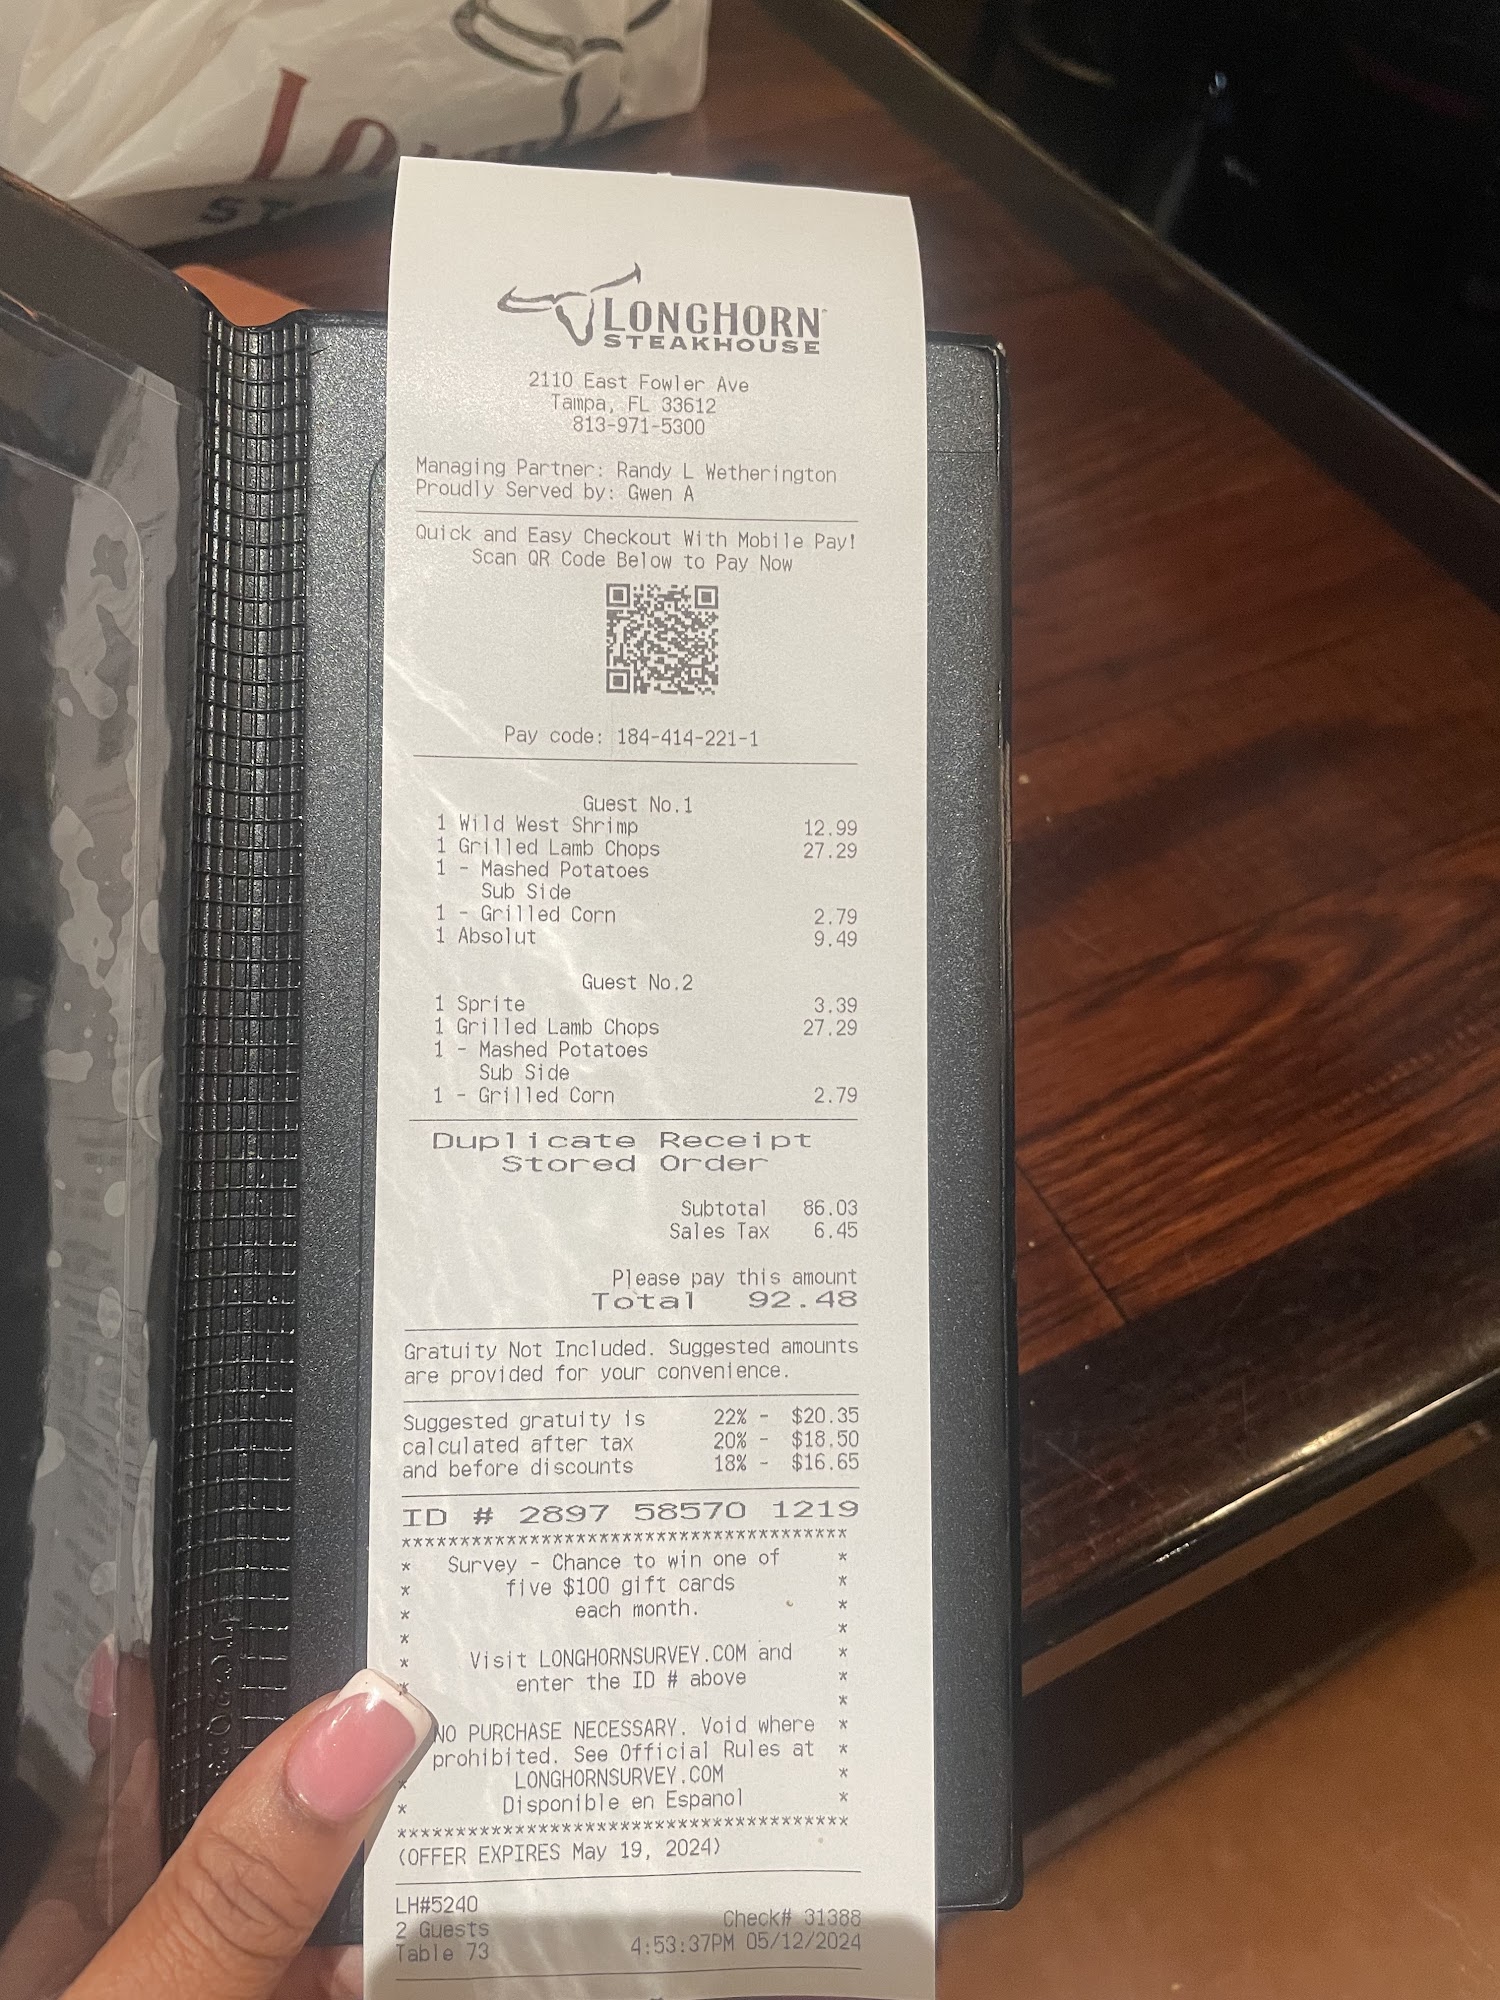 Lo
ST
LONGHORN
STEAKHOUSE
2110 East Fowler Ave
Tampa, FL 33612
813-971-5300
Managing Partner: Randy L Wetherington
Proudly Served by: Gwen A
Quick and Easy Checkout With Mobile Pay!
Scan QR Code Below to Pay Now
Pay code: 184-414-221-1
Guest No.1
1 Wild West Shrimp 12.99
1 Grilled Lamb Chops 27.29
1 - Mashed Potatoes
Sub Side
1 - Grilled Corn 2.79
1 Absolut 9.49
Guest No.2
1 Sprite 3.39
1 Grilled Lamb Chops 27.29
1 - Mashed Potatoes
Sub Side
1 - Grilled Corn 2.79
Duplicate Receipt
Stored Order
Subtotal 86.03
Sales Tax 6.45
Please pay this amount
Total 92.48
Gratuity Not Included. Suggested amounts
are provided for your convenience.
Suggested gratuity is 22% - $20.35
calculated after tax 20% - $18.50
and before discounts 18% - $16.65
ID # 2897 58570 1219
***************************************
* Survey - Chance to win one of *
* five $100 gift cards *
* each month. *
* *
* Visit LONGHORNSURVEY.COM and *
* enter the ID # above *
*
NO PURCHASE NECESSARY. Void where *
prohibited. See Official Rules at *
* LONGHORNSURVEY.COM *
* Disponible en Espanol *
***************************************
(OFFER EXPIRES May 19, 2024)
LH#5240
2 Guests Check# 31388
Table 73 4:53:37PM 05/12/2024